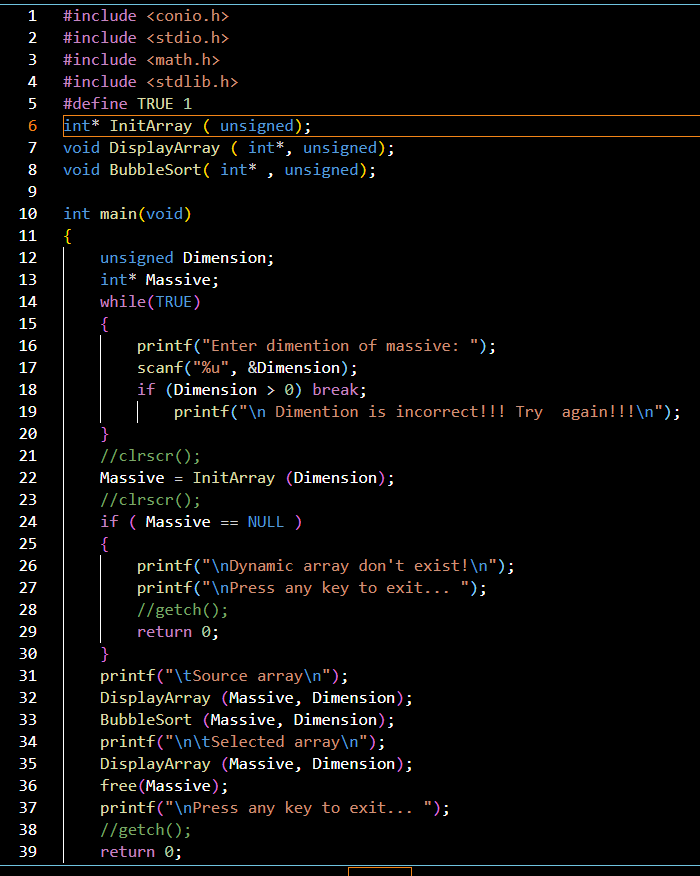 1 #include <conio.h>
2 #include <stdio.h>
3 #include <math.h>
4 #include <stdlib.h>
5 #define TRUE 1
6 int* InitArray ( unsigned);
7 void DisplayArray ( int*, unsigned);
8 void BubbleSort( int* , unsigned);
9
10 int main(void)
11 {
12     unsigned Dimension;
13     int* Massive;
14     while(TRUE)
15     {
16         printf("Enter dimention of massive: ");
17         scanf("%u", &Dimension);
18         if (Dimension > 0) break;
19             printf("\n Dimention is incorrect!!! Try  again!!!\n");
20     }
21     //clrscr();
22     Massive = InitArray (Dimension);
23     //clrscr();
24     if ( Massive == NULL )
25     {
26         printf("\nDynamic array don't exist!\n");
27         printf("\nPress any key to exit... ");
28         //getch();
29         return 0;
30     }
31     printf("\tSource array\n");
32     DisplayArray (Massive, Dimension);
33     BubbleSort (Massive, Dimension);
34     printf("\n\tSelected array\n");
35     DisplayArray (Massive, Dimension);
36     free(Massive);
37     printf("\nPress any key to exit... ");
38     //getch();
39     return 0;